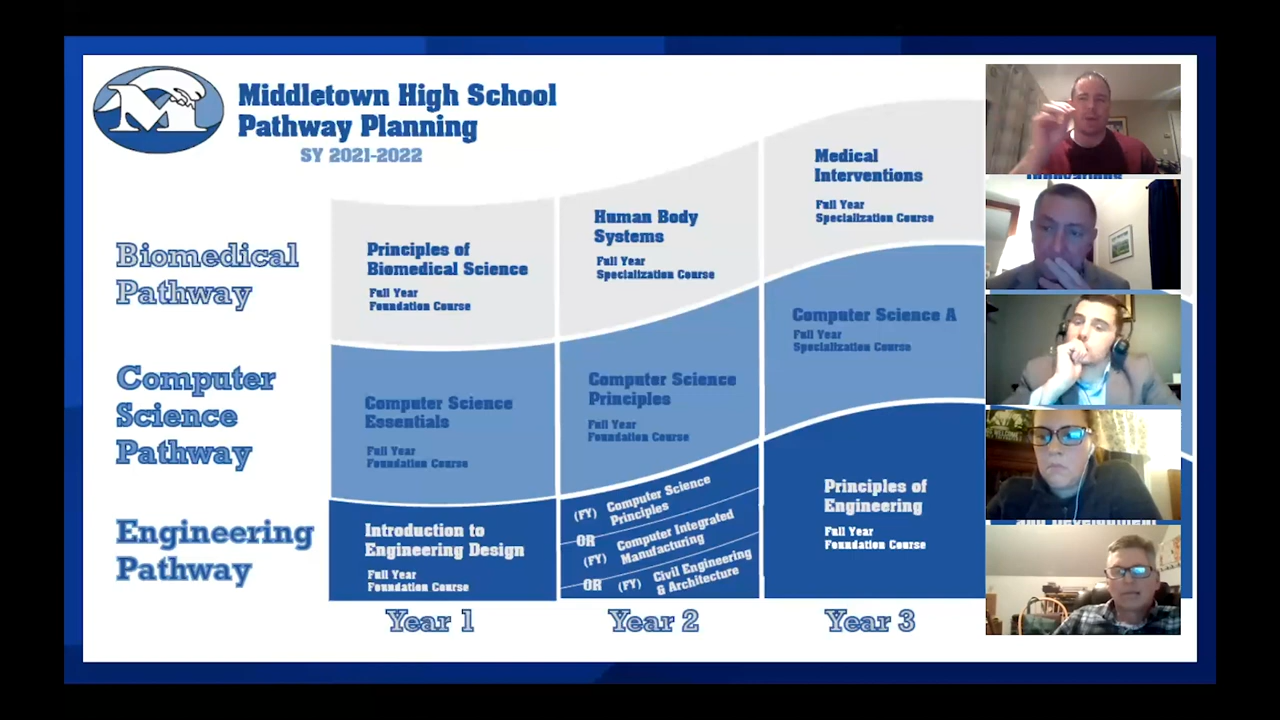 Middletown High School
Pathway Planning
SY 2021-2022
Biomedical
Pathway
Principles of
Biomedical Science
Full Year
Foundation Course
Human Body
Systems
Full Year
Specialization Course
Medical
Interventions
Full Year
Specialization Course
Computer
Science
Pathway
Computer Science
Essentials
Full Year
Foundation Course
Computer Science
Principles
Full Year
Foundation Course
Computer Science A
Full Year
Specialization Course
Engineering
Pathway
Introduction to
Engineering Design
Full Year
Foundation Course
(FY) Computer Science
Principles
OR
(FY) Computer Integrated
Manufacturing
OR (FY) Civil Engineering
& Architecture
Principles of
Engineering
Full Year
Foundation Course
Year 1
Year 2
Year 3